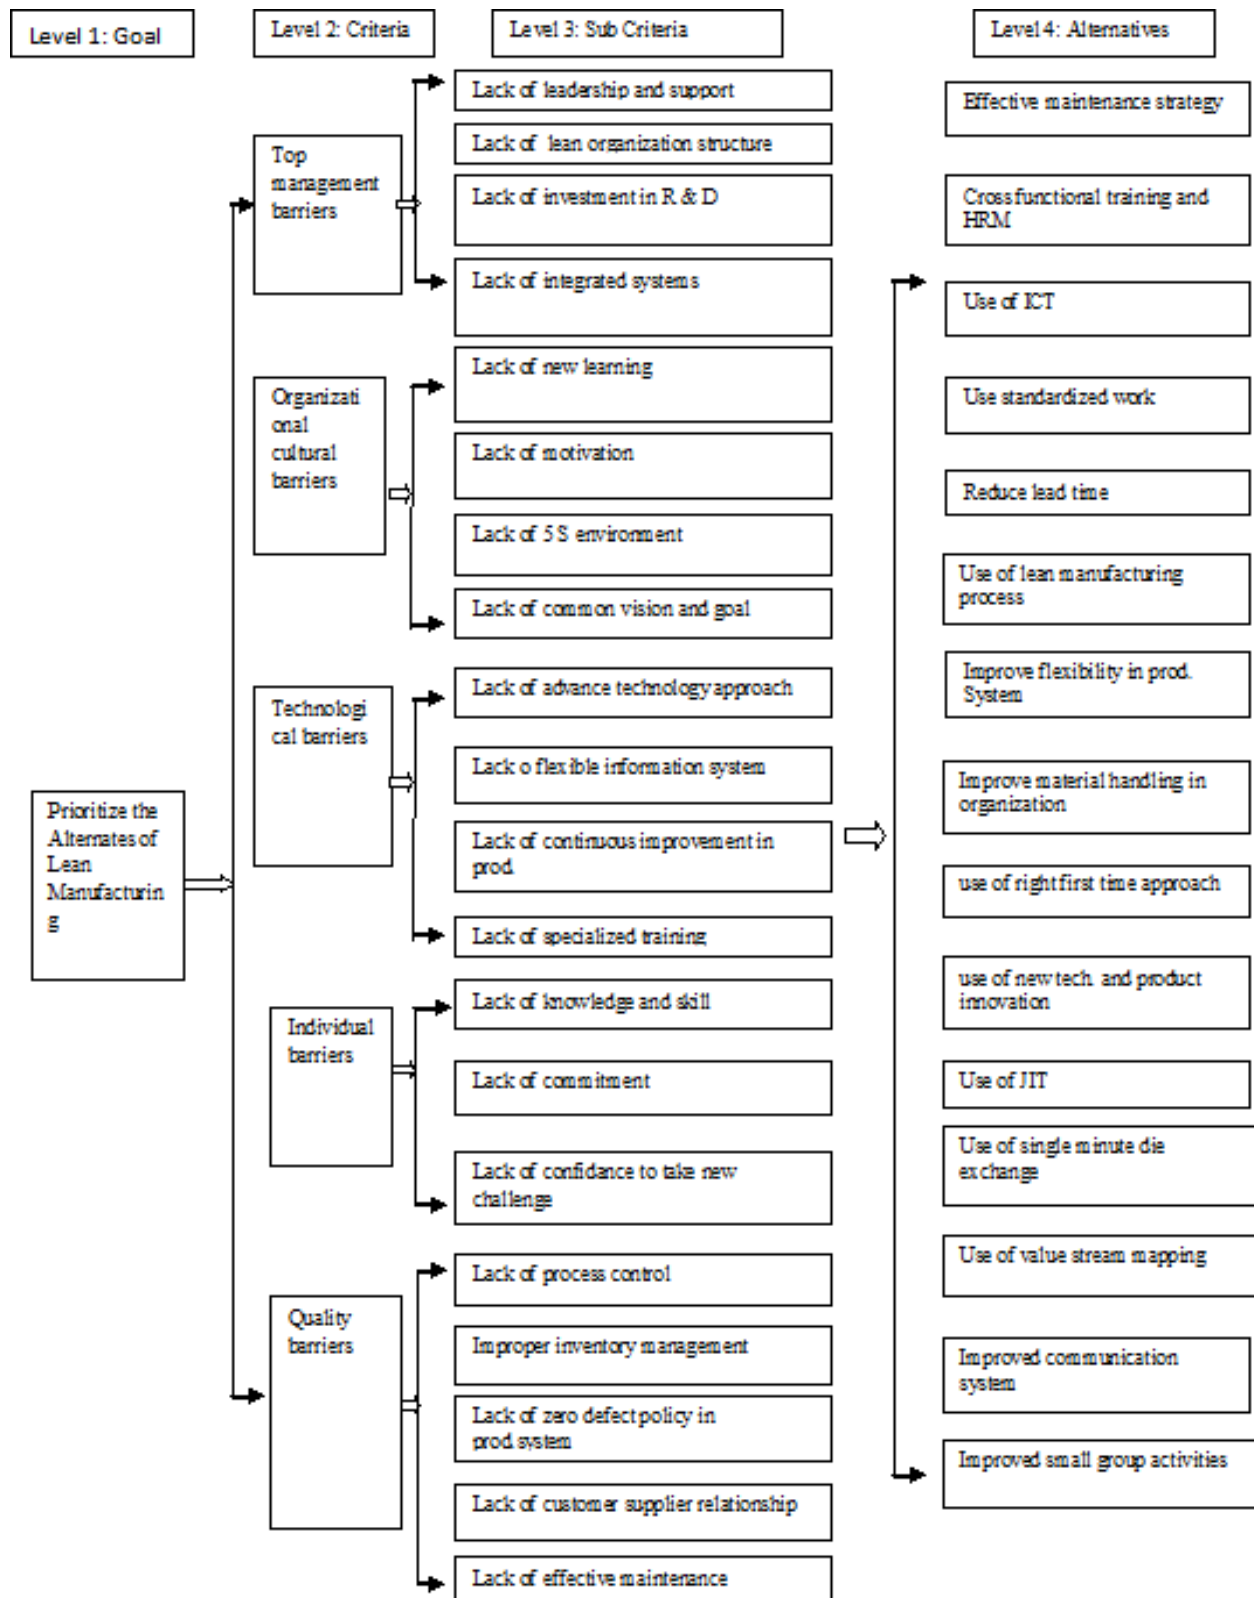 Level 1: Goal
Level 2: Criteria
Level 3: Sub Criteria
Level 4: Alternatives
Prioritize the
Alternates of
Lean
Manufacturin
g
Top
management
barriers
Organizati
onal
cultural
barriers
Technologi
cal barriers
Individual
barriers
Quality
barriers
Lack of leadership and support
Lack of lean organization structure
Lack of investment in R & D
Lack of integrated systems
Lack of new learning
Lack of motivation
Lack of 5S environment
Lack of common vision and goal
Lack of advance technology approach
Lack o flexible information system
Lack of continuous improvement in
prod.
Lack of specialized training
Lack of knowledge and skill
Lack of commitment
Lack of confidance to take new
challenge
Lack of process control
Improper inventory management
Lack of zero defect policy in
prod.system
Lack of customer supplier relationship
Lack of effective maintenance
Effective maintenance strategy
Cross functional training and
HRM
Use of ICT
Use standardized work
Reduce lead time
Use of lean manufacturing
process
Improve flexibility in prod.
System
Improve material handling in
organization
use of right first time approach
use of new tech. and product
innovation
Use of JIT
Use of single minute die
exchange
Use of value stream mapping
Improved communication
system
Improved small group activities